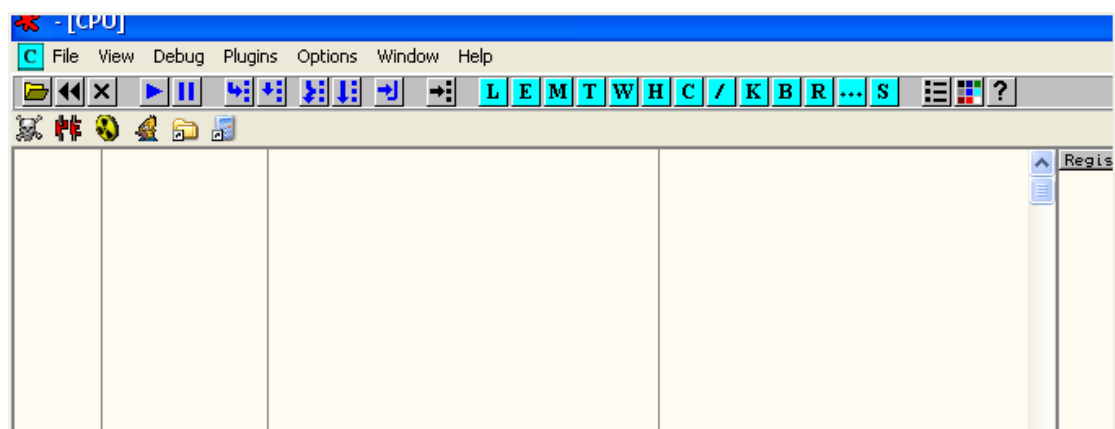 - [CPU]
C File View Debug Plugins Options Window Help
L E M T W H C / K B R ... S ?
Regis